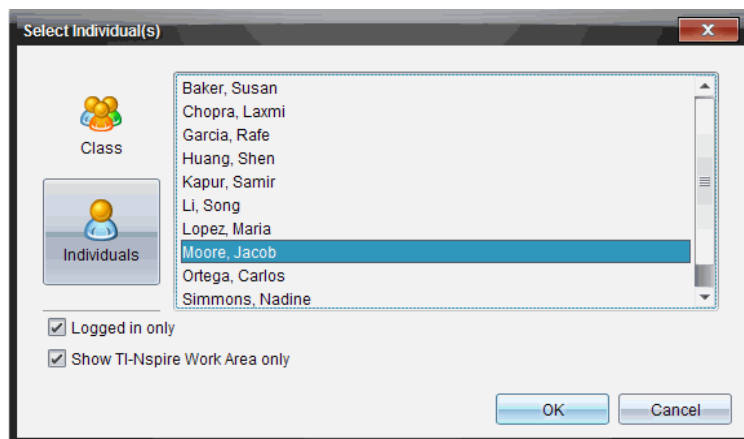 Select Individual(s)
x
Class
Individuals
Baker, Susan
Chopra, Laxmi
Garcia, Rafe
Huang, Shen
Kapur, Samir
Li, Song
Lopez, Maria
Moore, Jacob
Ortega, Carlos
Simmons, Nadine
Logged in only
Show TI-Nspire Work Area only
OK
Cancel